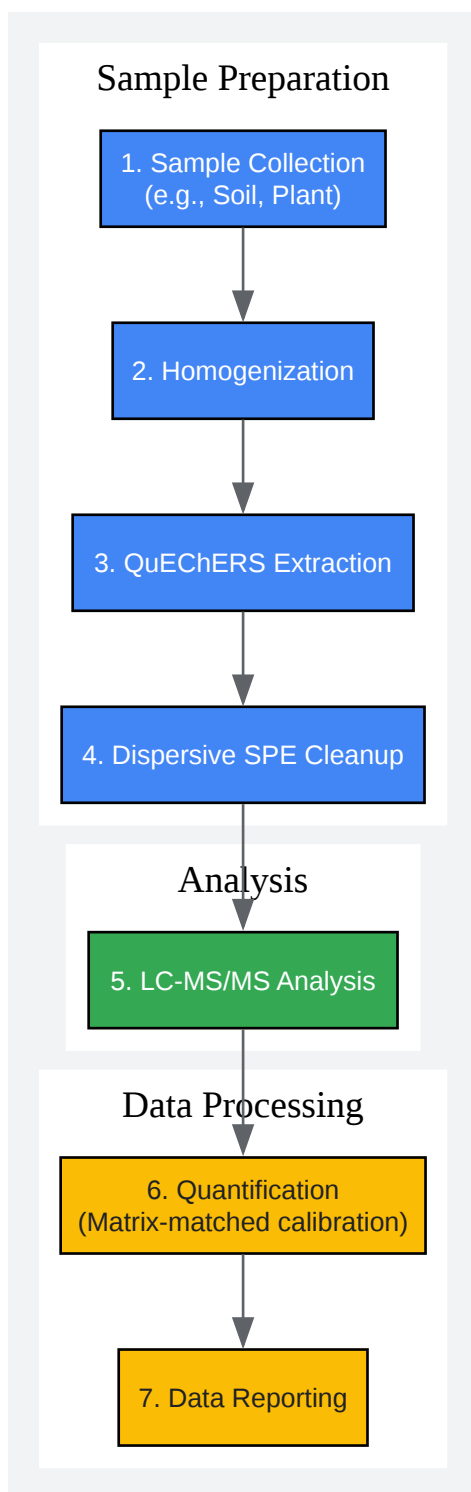 Sample Preparation
1. Sample Collection
(e.g., Soil, Plant)
2. Homogenization
3. QuEChERS Extraction
4. Dispersive SPE Cleanup
Analysis
5. LC-MS/MS Analysis
Data Processing
6. Quantification
(Matrix-matched calibration)
7. Data Reporting